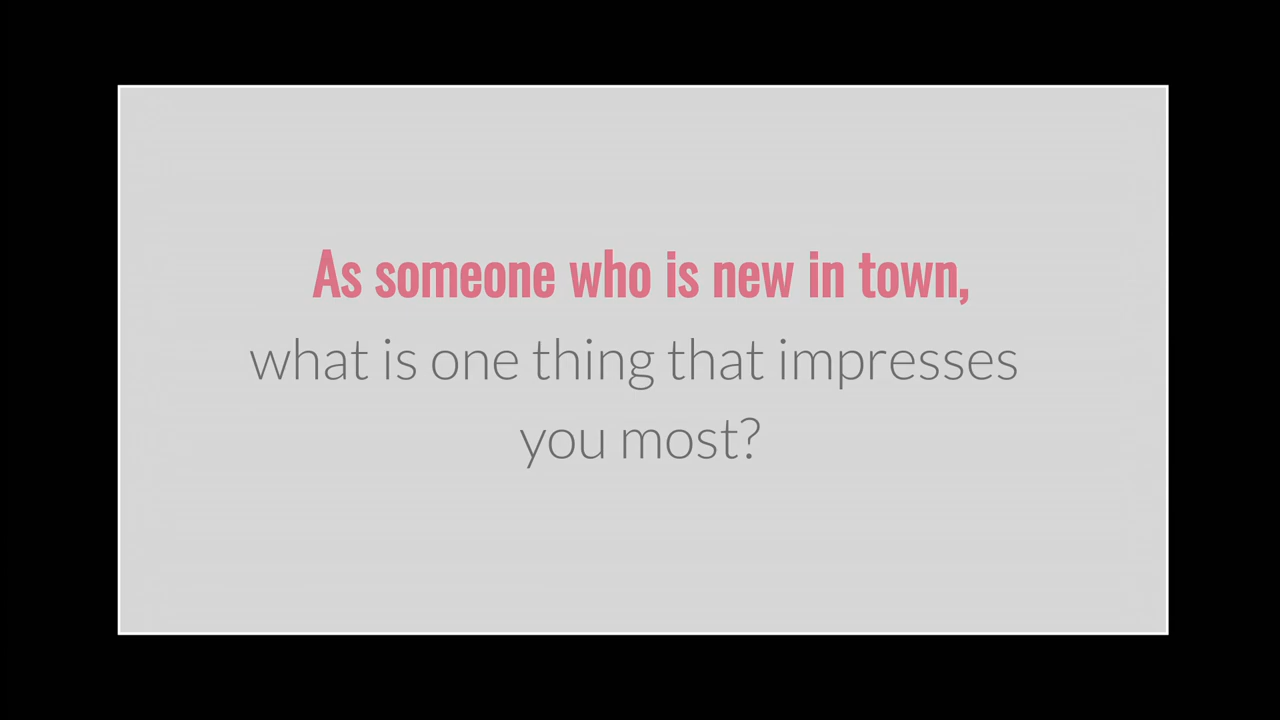 As someone who is new in town,
what is one thing that impresses
you most?